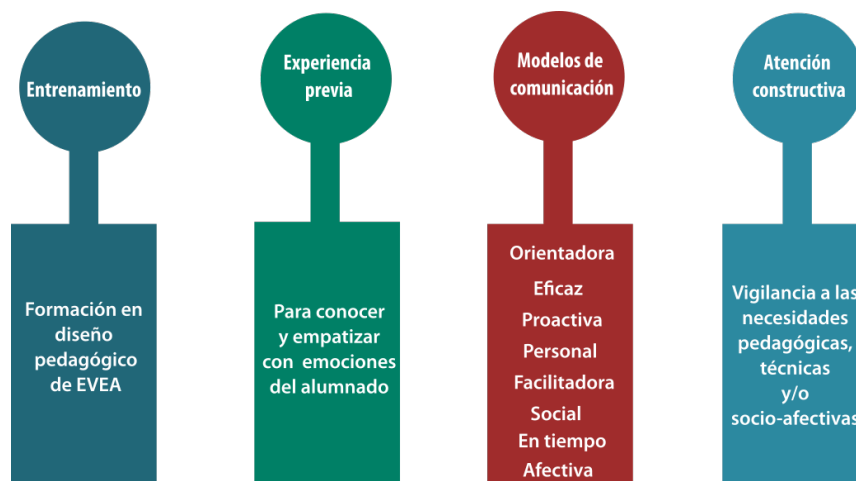 Entrenamiento
Formación en
diseño
pedagógico
de EVEA
Experiencia
previa
Para conocer
y empatizar
con emociones
del alumnado
Modelos de
comunicación
Orientadora
Eficaz
Proactiva
Personal
Facilitadora
Social
En tiempo
Afectiva
Atención
constructiva
Vigilancia a las
necesidades
pedagógicas,
técnicas
y/o
socio-afectivas